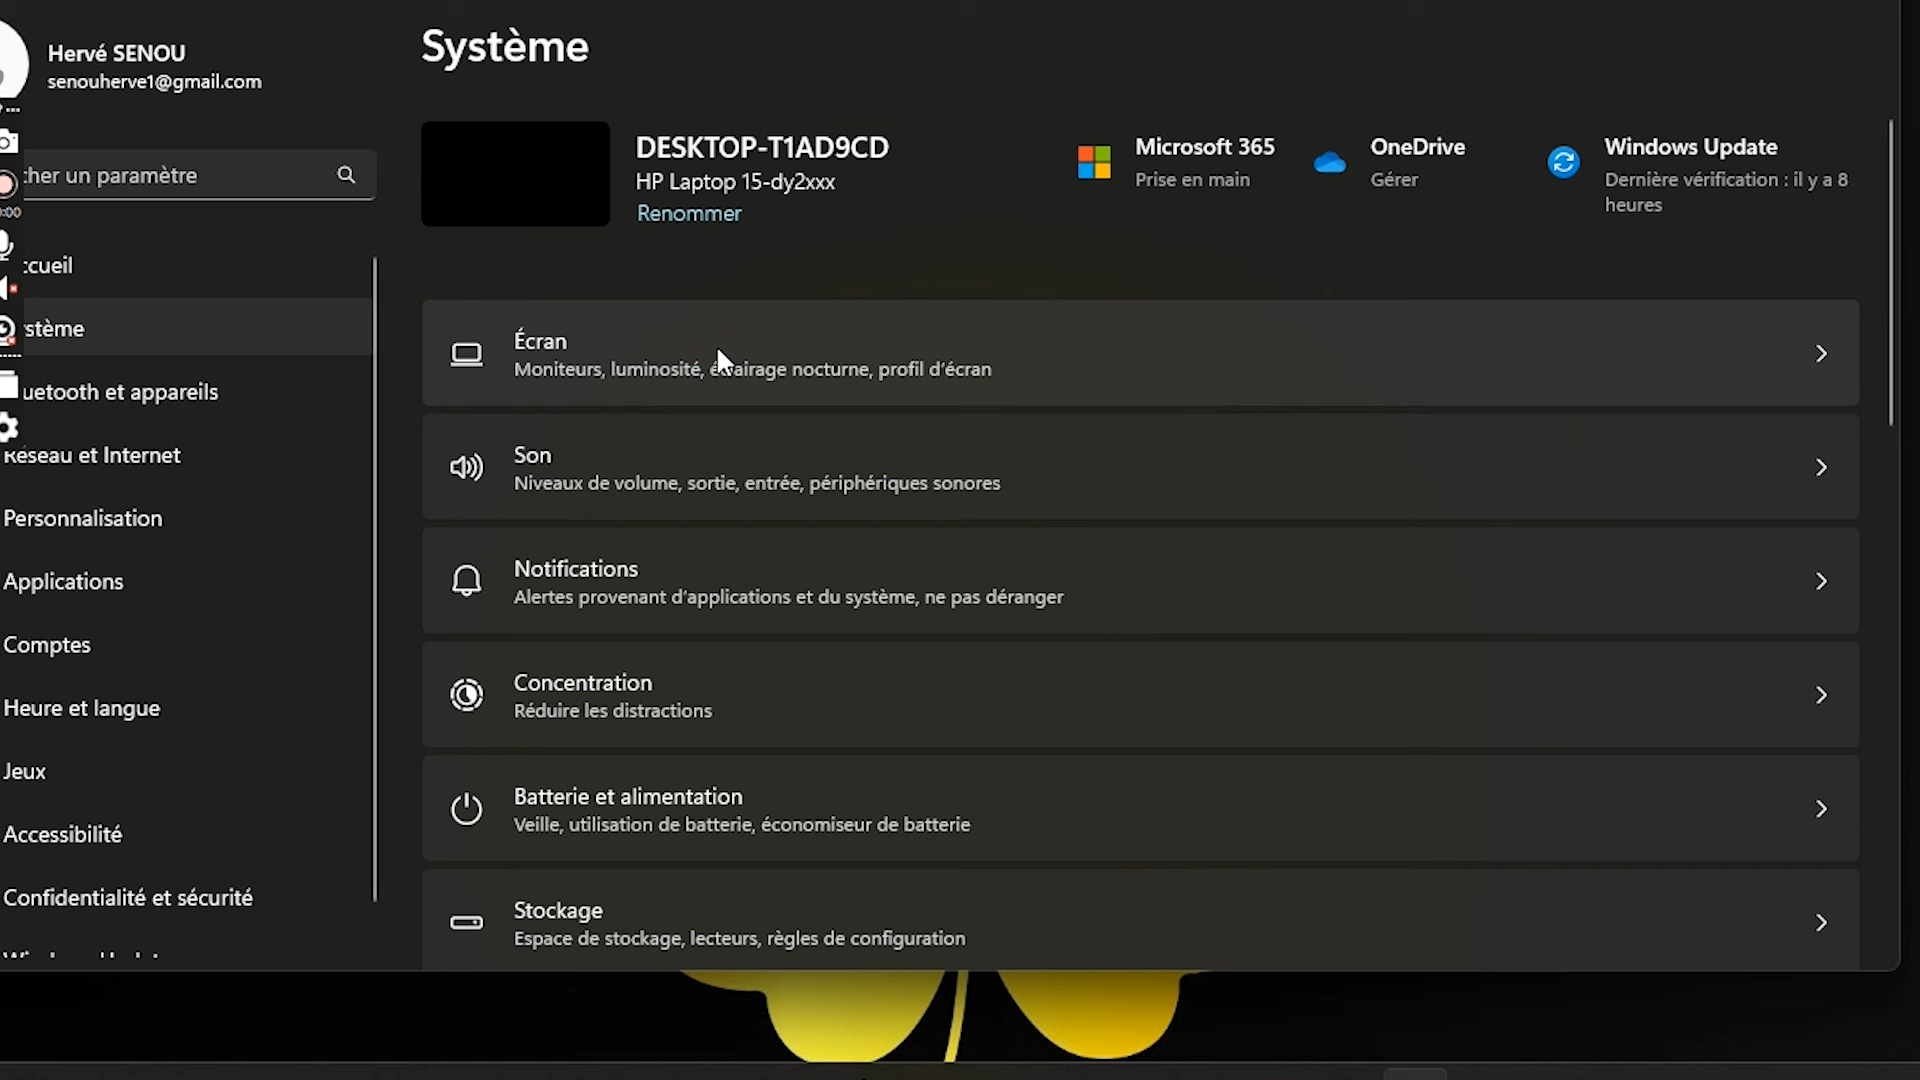 Hervé SENOU
senouherve1@gmail.com
cher un paramètre
:00
ccueil
stème
uetooth et appareils
Réseau et Internet
Personnalisation
Applications
Comptes
Heure et langue
Jeux
Accessibilité
Confidentialité et sécurité
Système
DESKTOP-T1AD9CD
HP Laptop 15-dy2xxx
Renommer
Microsoft 365
Prise en main
OneDrive
Gérer
Windows Update
Dernière vérification : il y a 8
heures
Écran
Moniteurs, luminosité, éclairage nocturne, profil d'écran
Son
Niveaux de volume, sortie, entrée, périphériques sonores
Notifications
Alertes provenant d'applications et du système, ne pas déranger
Concentration
Réduire les distractions
Batterie et alimentation
Veille, utilisation de batterie, économiseur de batterie
Stockage
Espace de stockage, lecteurs, règles de configuration